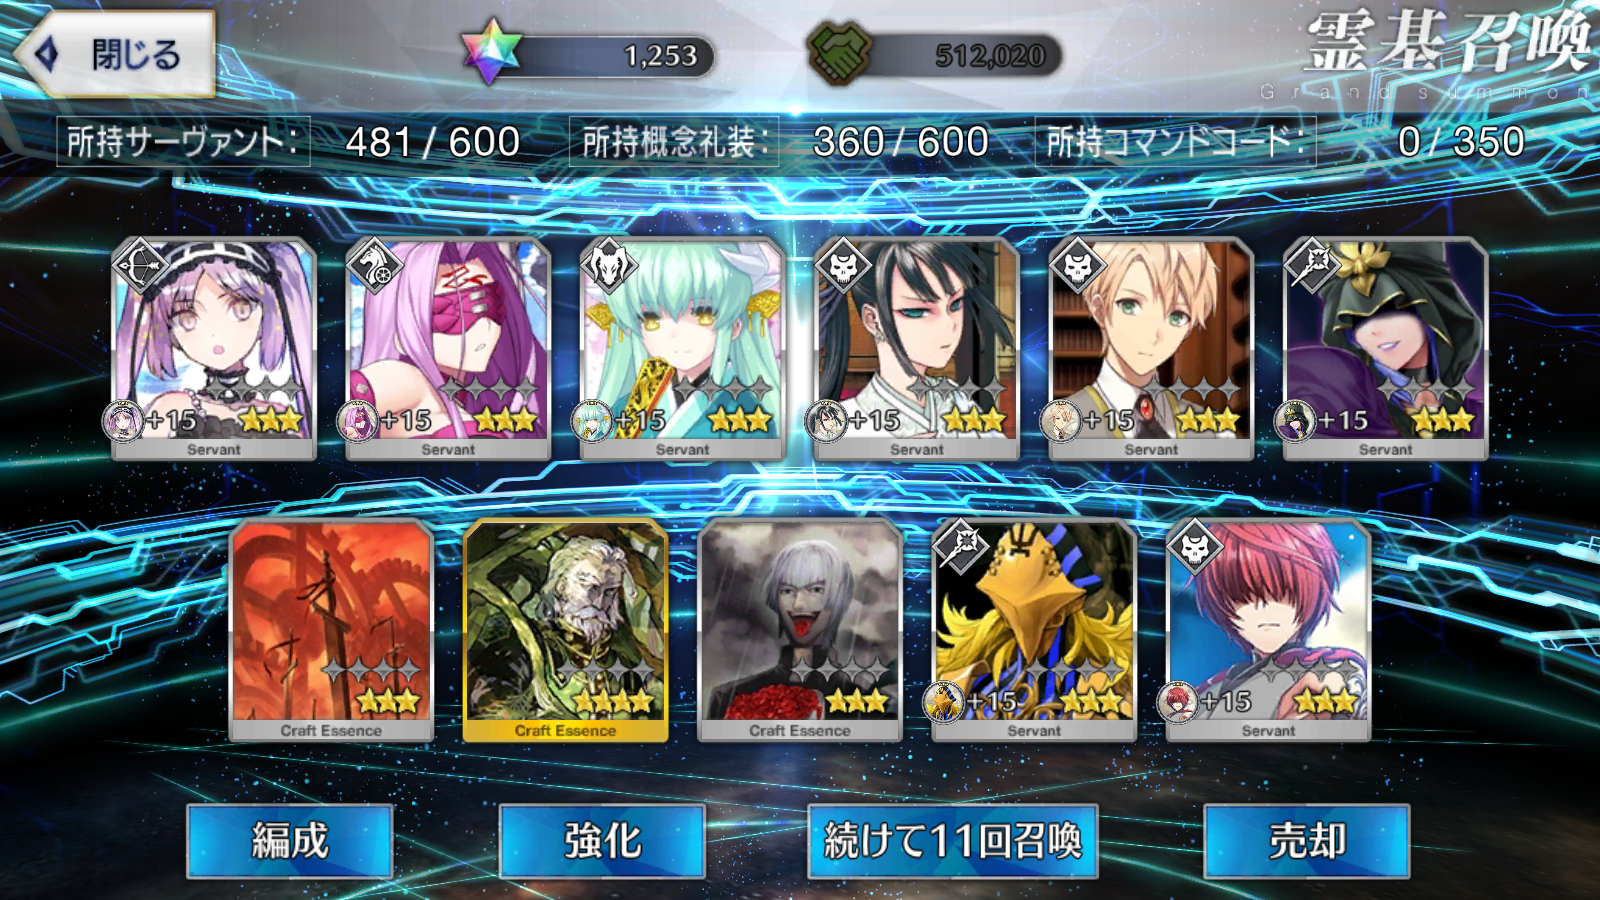 閉じる
1,253
512,020
霊基召喚
Grand summon
所持サーヴァント: 481 / 600
所持概念礼装: 360 / 600
所持コマンドコード: 0 / 350
+15 +15 +15 +15 +15 +15
Servant Servant Servant Servant Servant Servant
+15 +15
Craft Essence Craft Essence Craft Essence Servant Servant
編成 強化 続けて11回召喚 売却